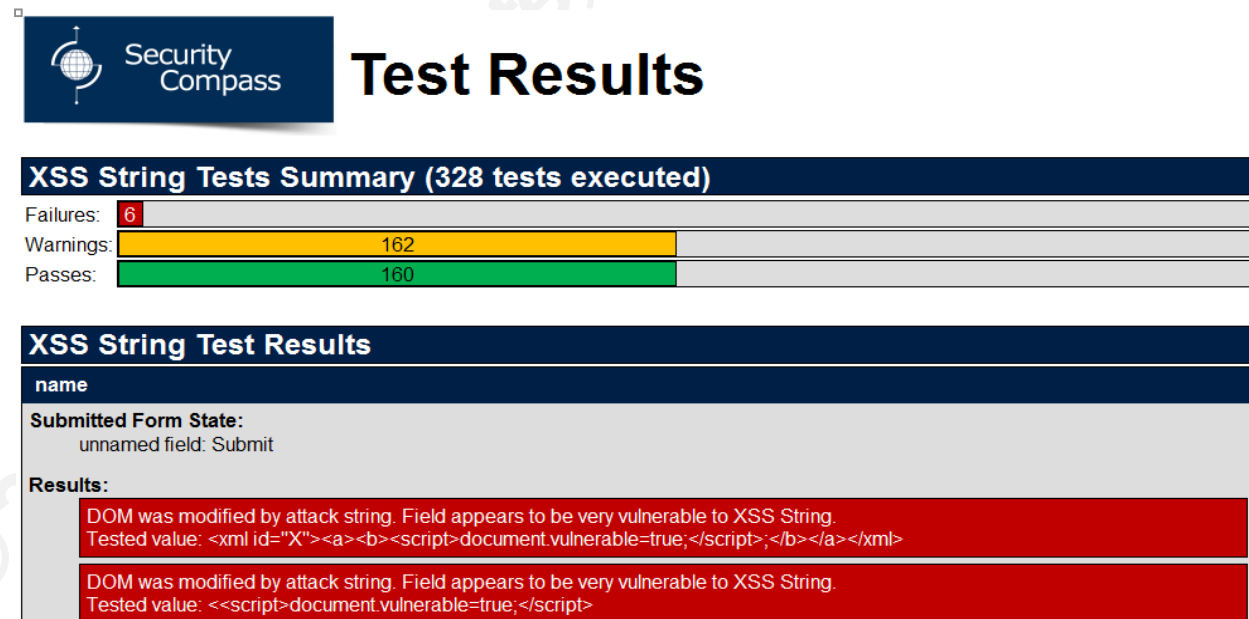 Security
Compass
Test Results
XSS String Tests Summary (328 tests executed)
Failures: 6
Warnings: 162
Passes: 160
XSS String Test Results
name
Submitted Form State:
unnamed field: Submit
Results:
DOM was modified by attack string. Field appears to be very vulnerable to XSS String.
Tested value: <xml id="X"><a><b><script>document.vulnerable=true;</script>;</b></a></xml>
DOM was modified by attack string. Field appears to be very vulnerable to XSS String.
Tested value: <<script>document.vulnerable=true;</script>